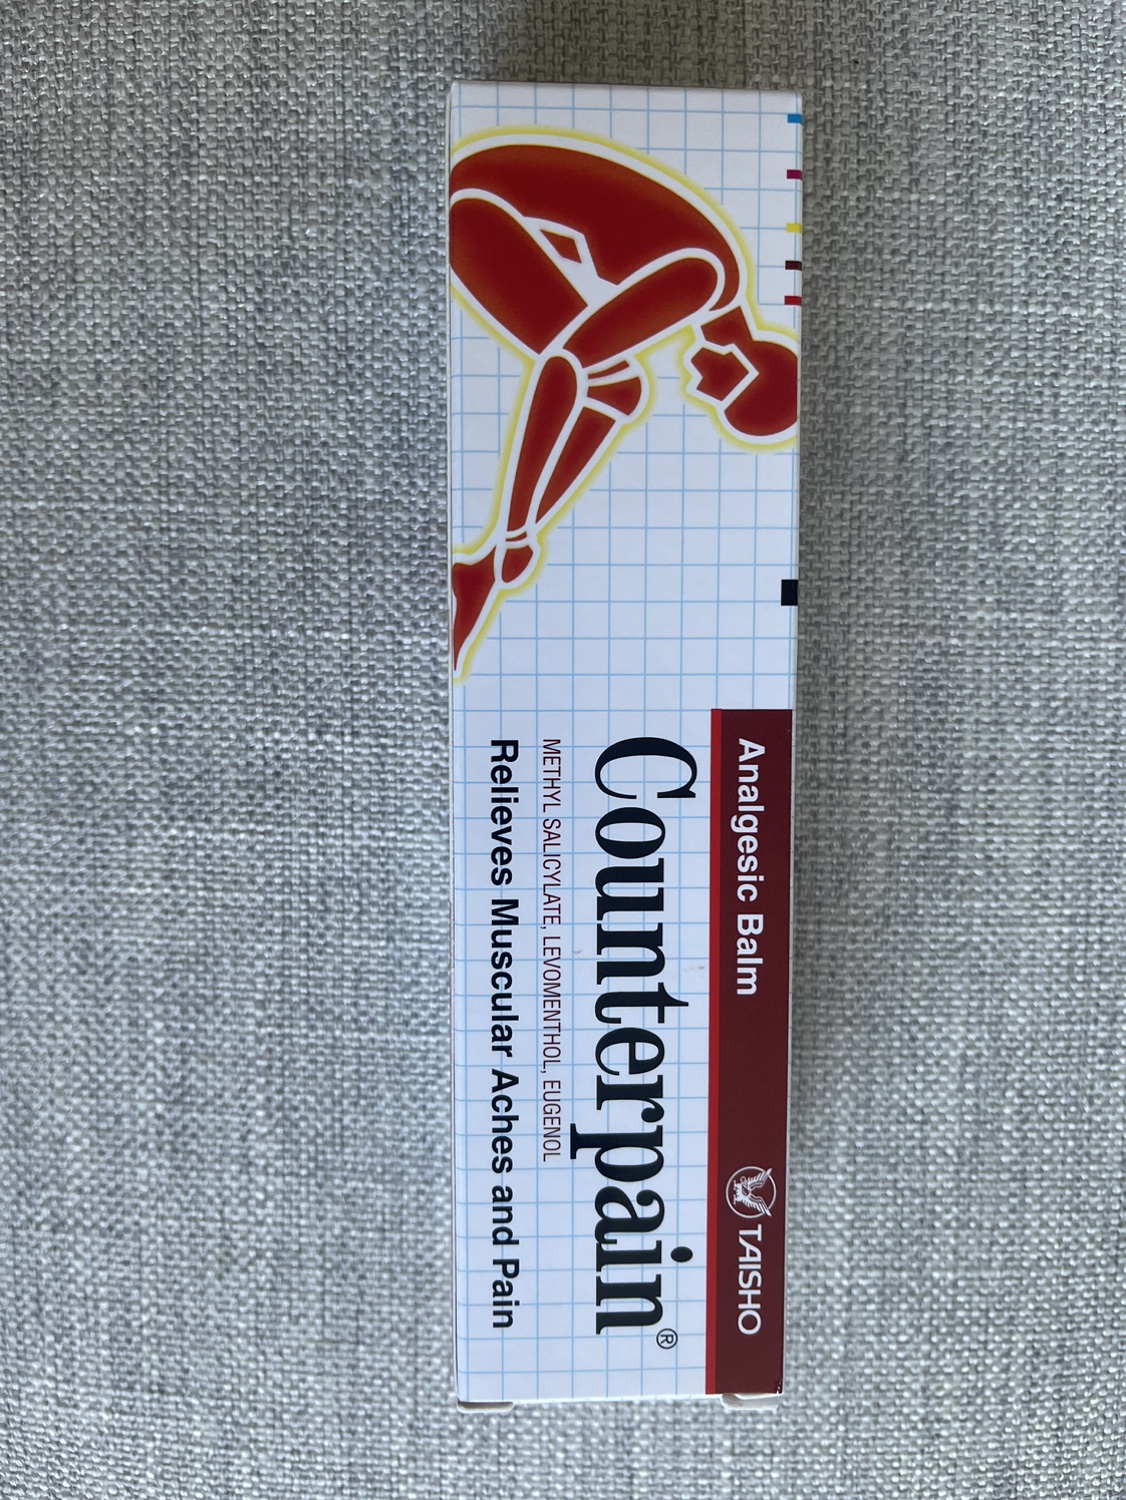 Analgesic Balm
TAISHO
Counterpain®
METHYL SALICYLATE, LEVOMENTHOL, EUGENOL
Relieves Muscular Aches and Pain